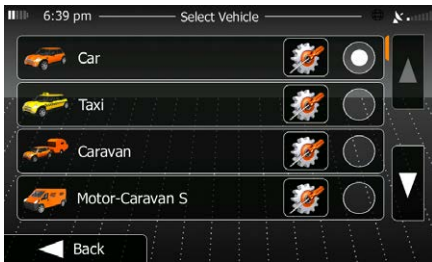 6:39 pm Select Vehicle
Car
Taxi
Caravan
Motor-Caravan S
Back